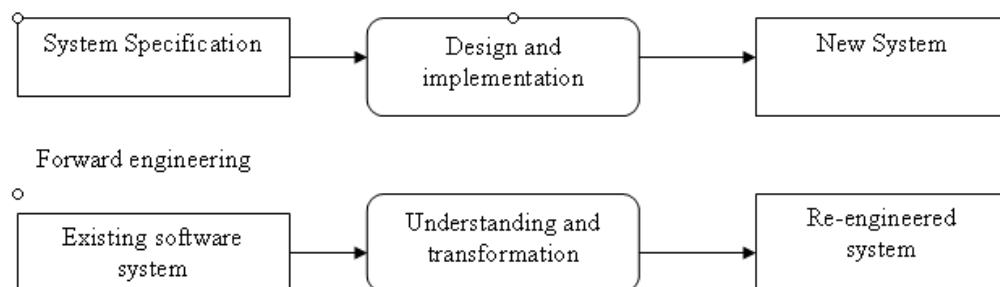 System Specification
Design and
implementation
New System
Forward engineering
Existing software
system
Understanding and
transformation
Re-engineered
system